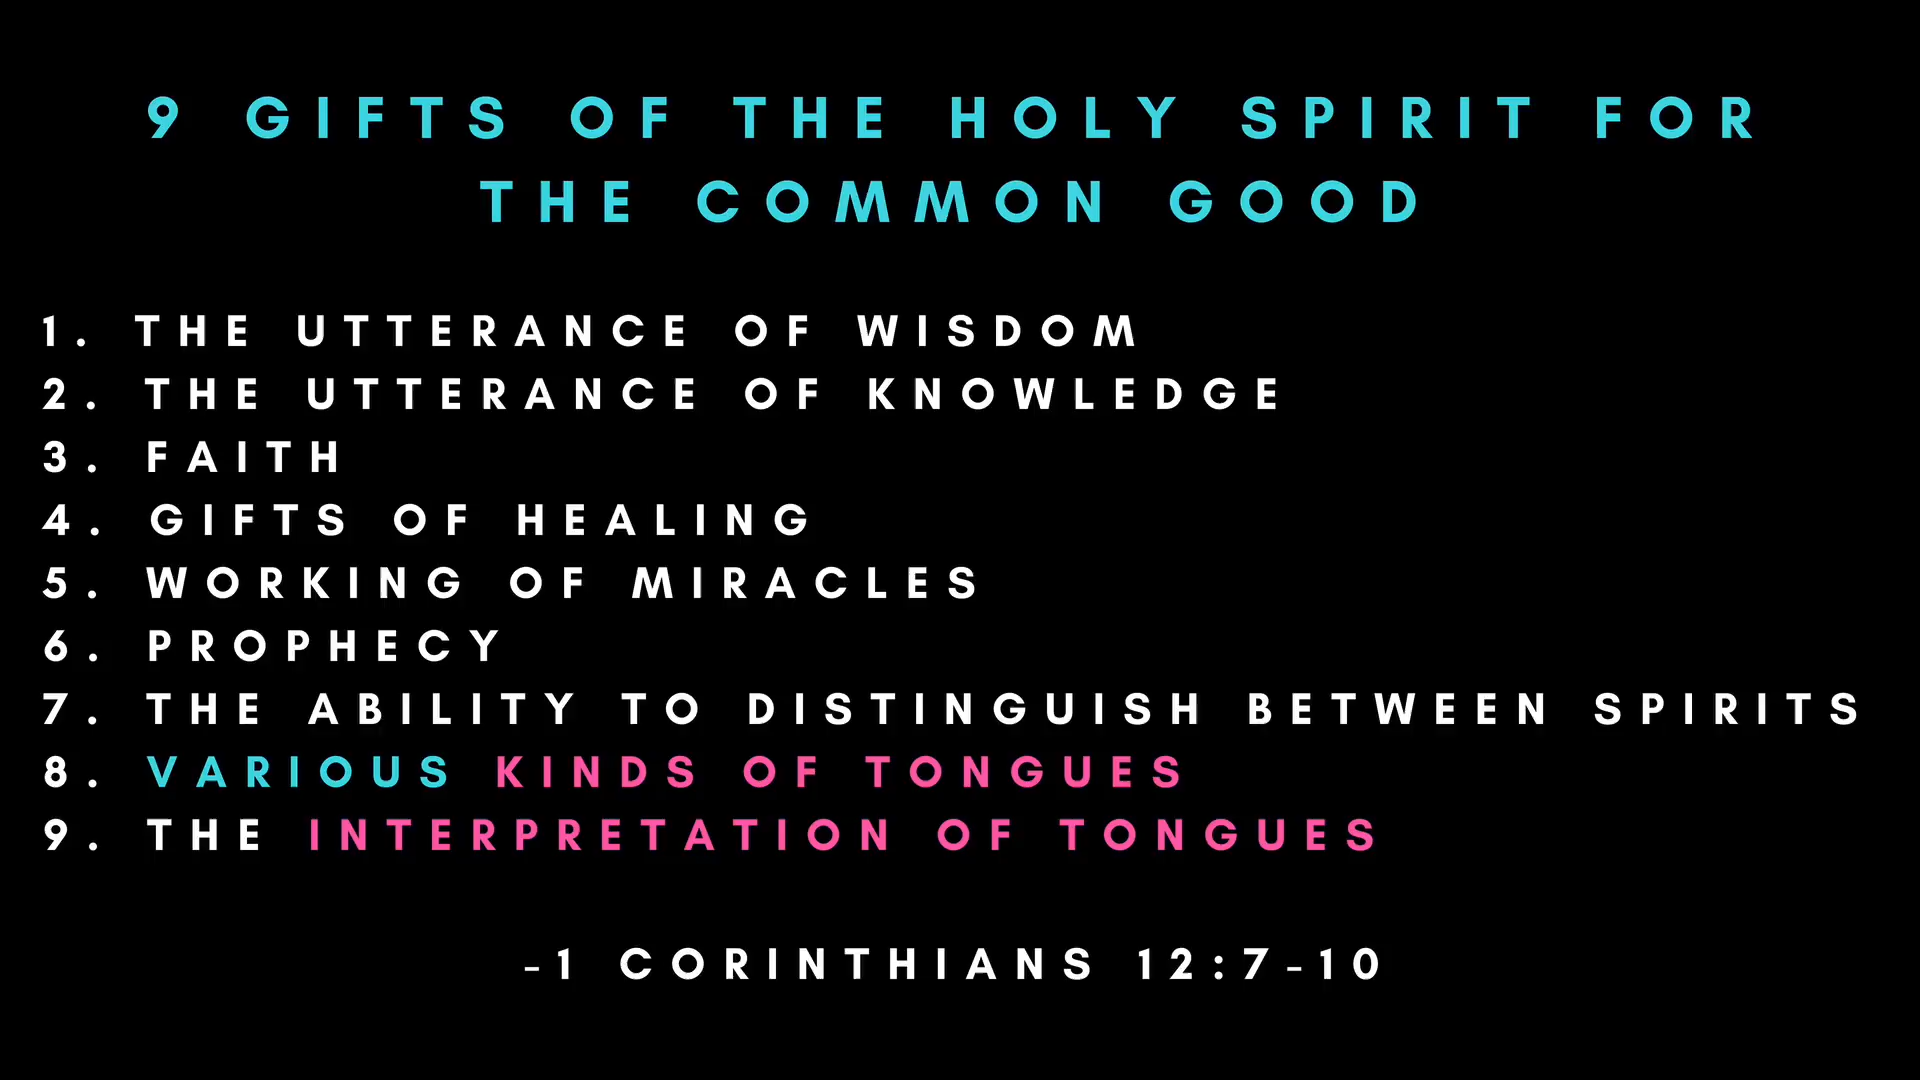 9 GIFTS OF THE HOLY SPIRIT FOR
THE COMMON GOOD
1. THE UTTERANCE OF WISDOM
2. THE UTTERANCE OF KNOWLEDGE
3. FAITH
4. GIFTS OF HEALING
5. WORKING OF MIRACLES
6. PROPHECY
7. THE ABILITY TO DISTINGUISH BETWEEN SPIRITS
8. VARIOUS KINDS OF TONGUES
9. THE INTERPRETATION OF TONGUES
-1 CORINTHIANS 12:7-10